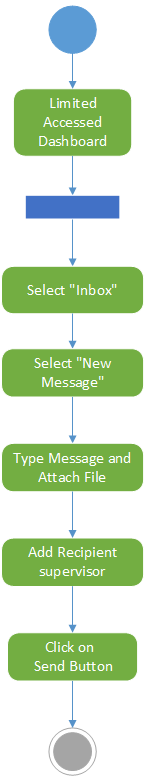 Limited
Accessed
Dashboard
Select "Inbox"
Select "New
Message"
Type Message and
Attach File
Add Recipient
supervisor
Click on
Send Button